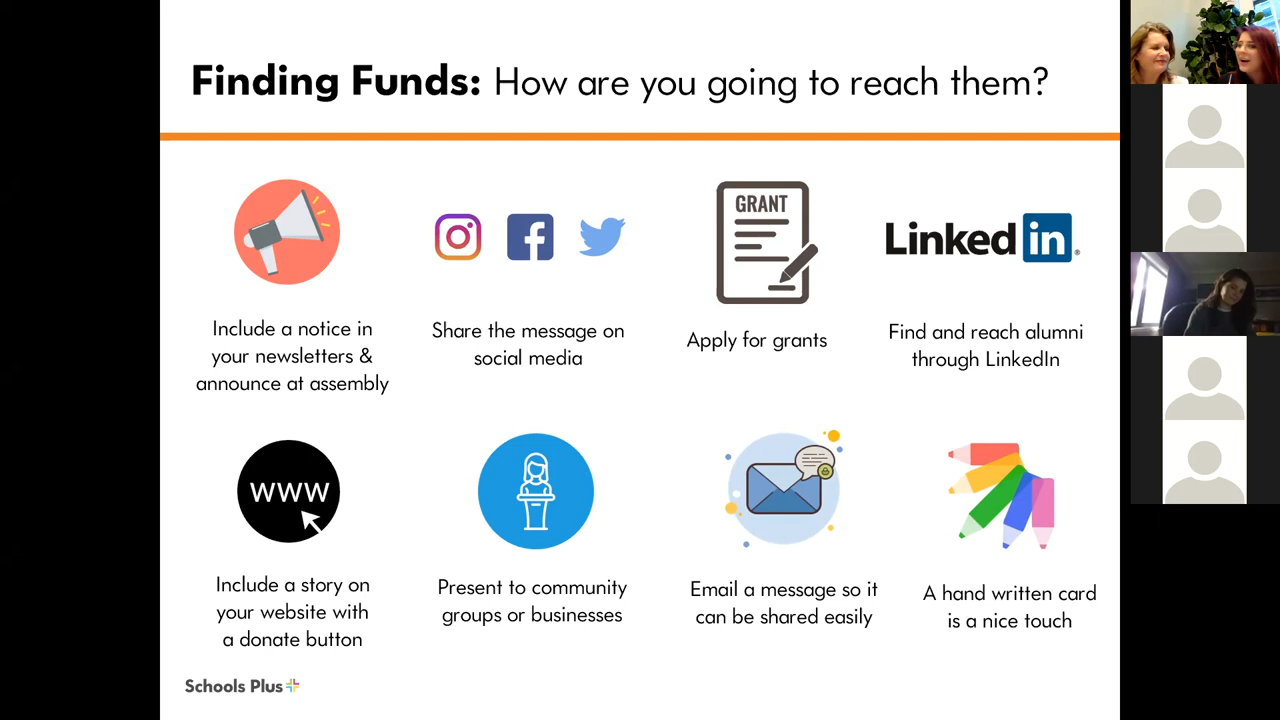 Finding Funds: How are you going to reach them?
GRANT
Linked in ®
Include a notice in
your newsletters &
announce at assembly
Share the message on
social media
Apply for grants
Find and reach alumni
through LinkedIn
www
Include a story on
your website with
a donate button
Present to community
groups or businesses
Email a message so it
can be shared easily
A hand written card
is a nice touch
Schools Plus